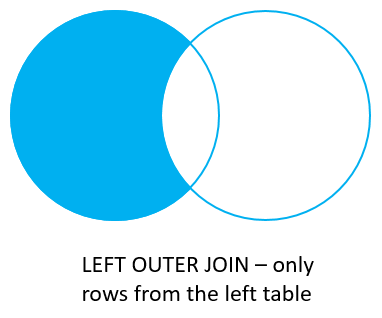 LEFT OUTER JOIN – only
rows from the left table